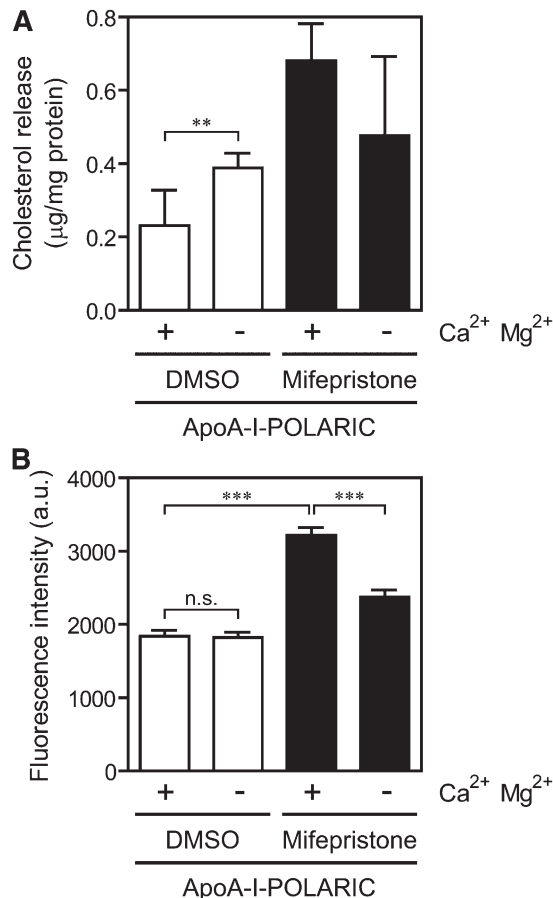 A
Cholesterol release
(μg/mg protein)
0.8
0.6
0.4
0.2
0.0
**
+ - + - Ca2+ Mg2+
DMSO Mifepristone
ApoA-I-POLARIC
B
Fluorescence intensity (a.u.)
4000
3000
2000
1000
0
*** ***
n.s.
+ - + - Ca2+ Mg2+
DMSO Mifepristone
ApoA-I-POLARIC